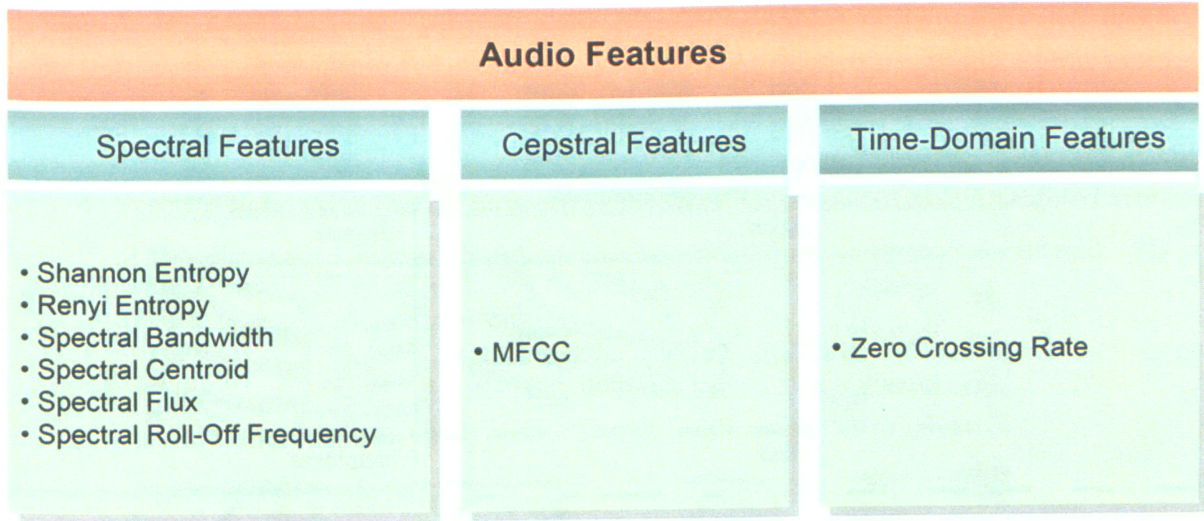 Audio Features
Spectral Features
• Shannon Entropy
• Renyi Entropy
• Spectral Bandwidth
• Spectral Centroid
• Spectral Flux
• Spectral Roll-Off Frequency
Cepstral Features
• MFCC
Time-Domain Features
• Zero Crossing Rate